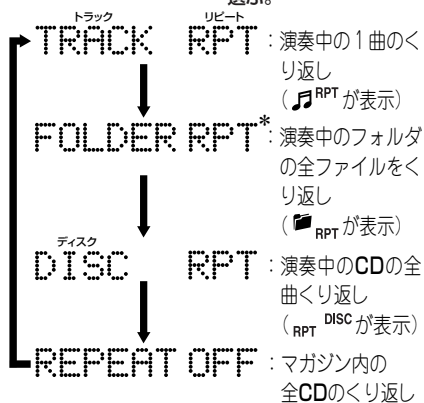 選ぶ。
トラック リピート
TRACK RPT：演奏中の1曲のく
り返し
（RPTが表示）
FOLDER RPT*：演奏中のフォルダ
の全ファイルをく
り返し
（RPTが表示）
ディスク
DISC RPT：演奏中のCDの全
曲くり返し
（RPT DISCが表示）
REPEAT OFF：マガジン内の
全CDのくり返し